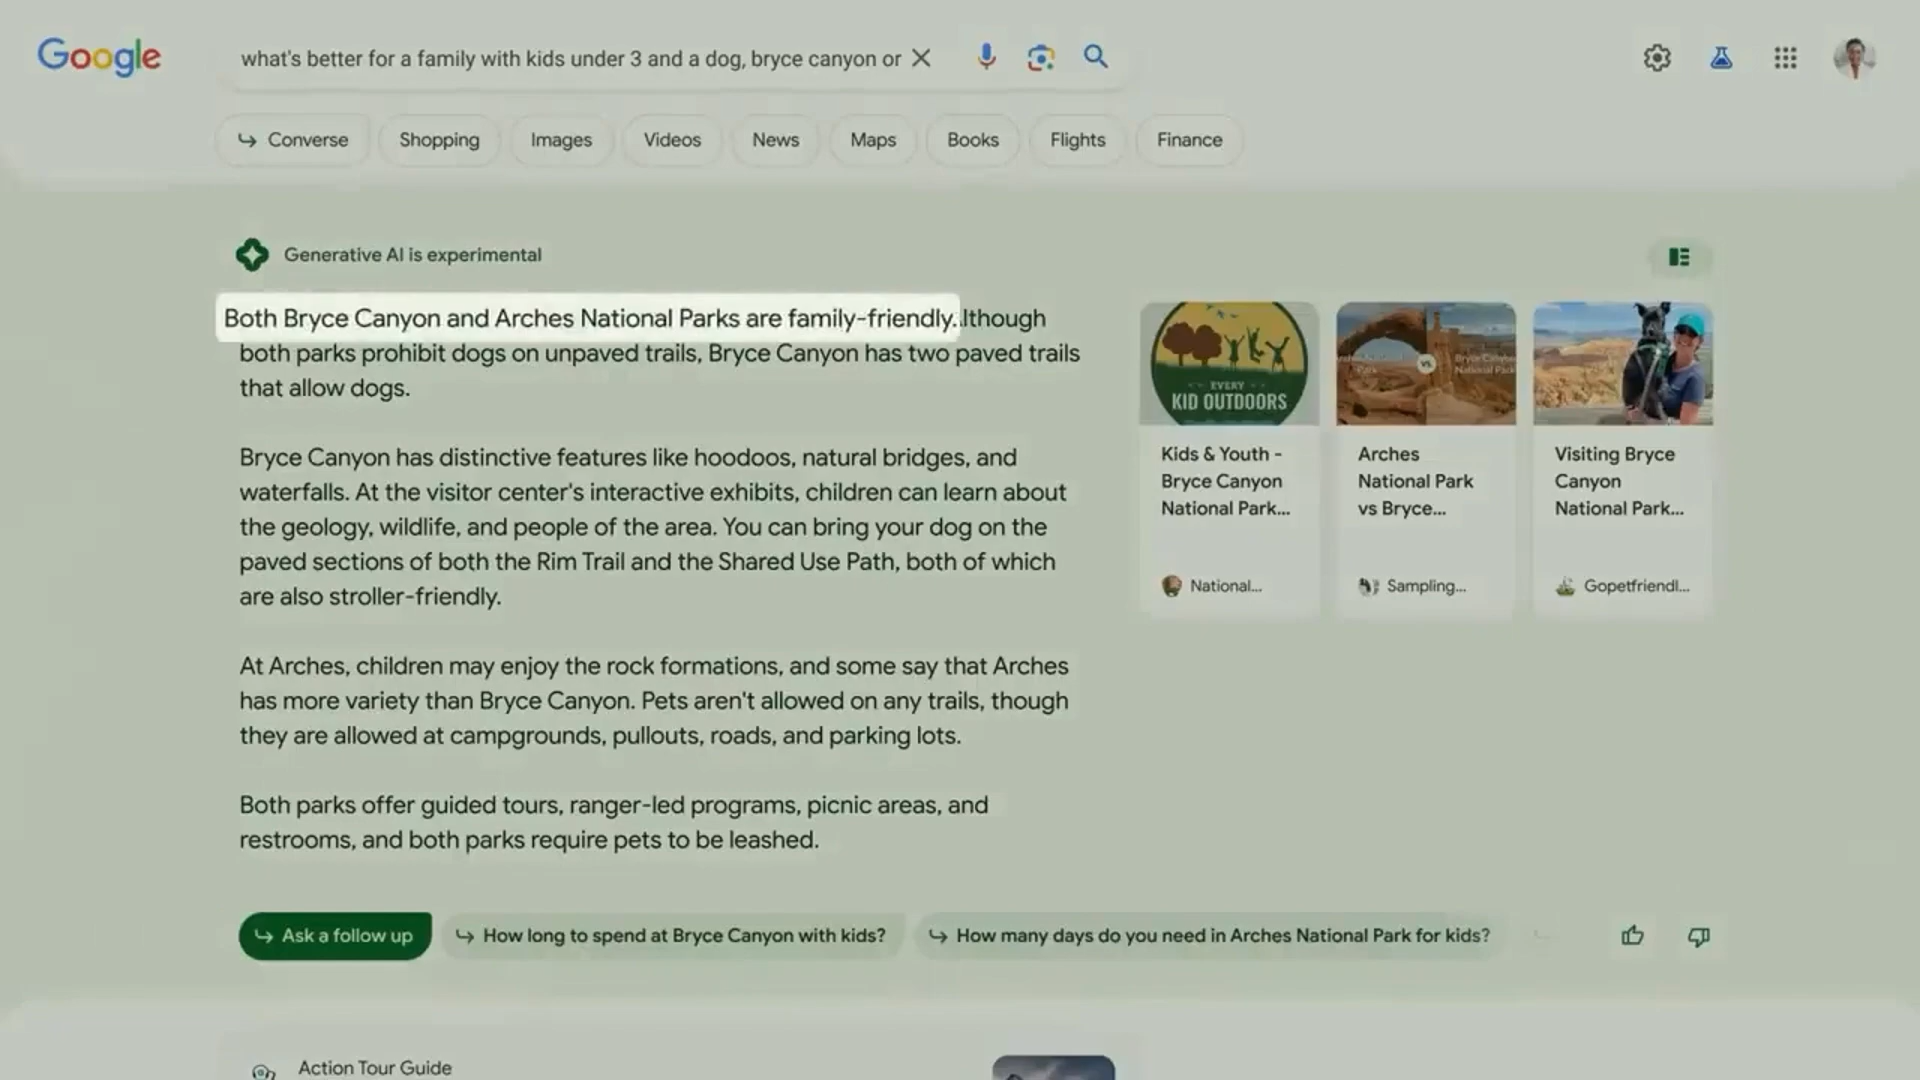 Google
what's better for a family with kids under 3 and a dog, bryce canyon or
Converse
Shopping
Images
Videos
News
Maps
Books
Flights
Finance
Generative AI is experimental
Both Bryce Canyon and Arches National Parks are family-friendly. lthough
both parks prohibit dogs on unpaved trails, Bryce Canyon has two paved trails
that allow dogs.
Bryce Canyon has distinctive features like hoodoos, natural bridges, and
waterfalls. At the visitor center's interactive exhibits, children can learn about
the geology, wildlife, and people of the area. You can bring your dog on the
paved sections of both the Rim Trail and the Shared Use Path, both of which
are also stroller-friendly.
At Arches, children may enjoy the rock formations, and some say that Arches
has more variety than Bryce Canyon. Pets aren't allowed on any trails, though
they are allowed at campgrounds, pullouts, roads, and parking lots.
Both parks offer guided tours, ranger-led programs, picnic areas, and
restrooms, and both parks require pets to be leashed.
EVERY
KID OUTDOORS
Kids & Youth -
Bryce Canyon
National Park...
National...
Park
vs
Bryce Canyon
National Park
Arches
National Park
vs Bryce...
Sampling...
Visiting Bryce
Canyon
National Park...
Gopetfriendl...
Ask a follow up
How long to spend at Bryce Canyon with kids?
How many days do you need in Arches National Park for kids?
Action Tour Guide